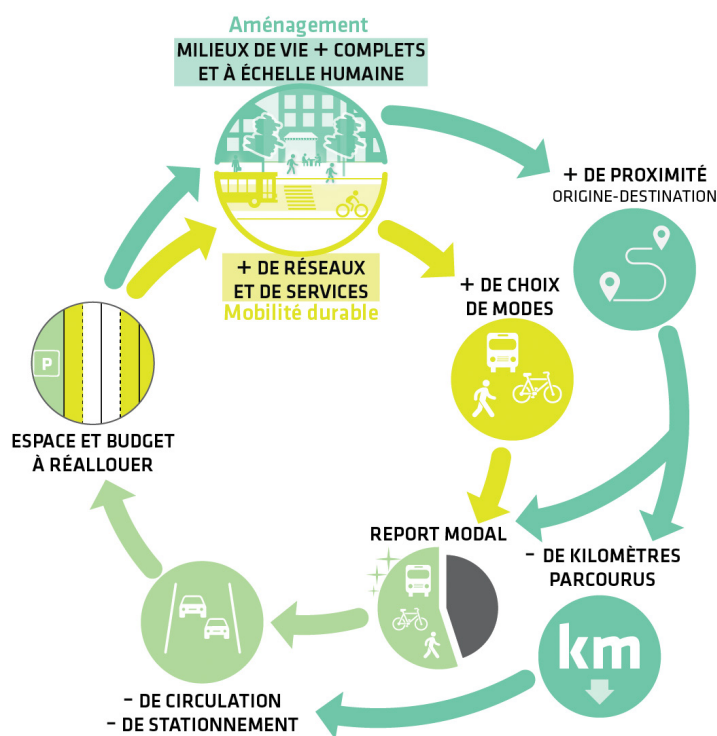 Aménagement
MILIEUX DE VIE + COMPLETS
ET À ÉCHELLE HUMAINE
+ DE PROXIMITÉ
ORIGINE-DESTINATION
+ DE RÉSEAUX
ET DE SERVICES
Mobilité durable
+ DE CHOIX
DE MODES
P
ESPACE ET BUDGET
À RÉALLOUER
REPORT MODAL
- DE KILOMÈTRES
PARCOURUS
km
- DE CIRCULATION
- DE STATIONNEMENT